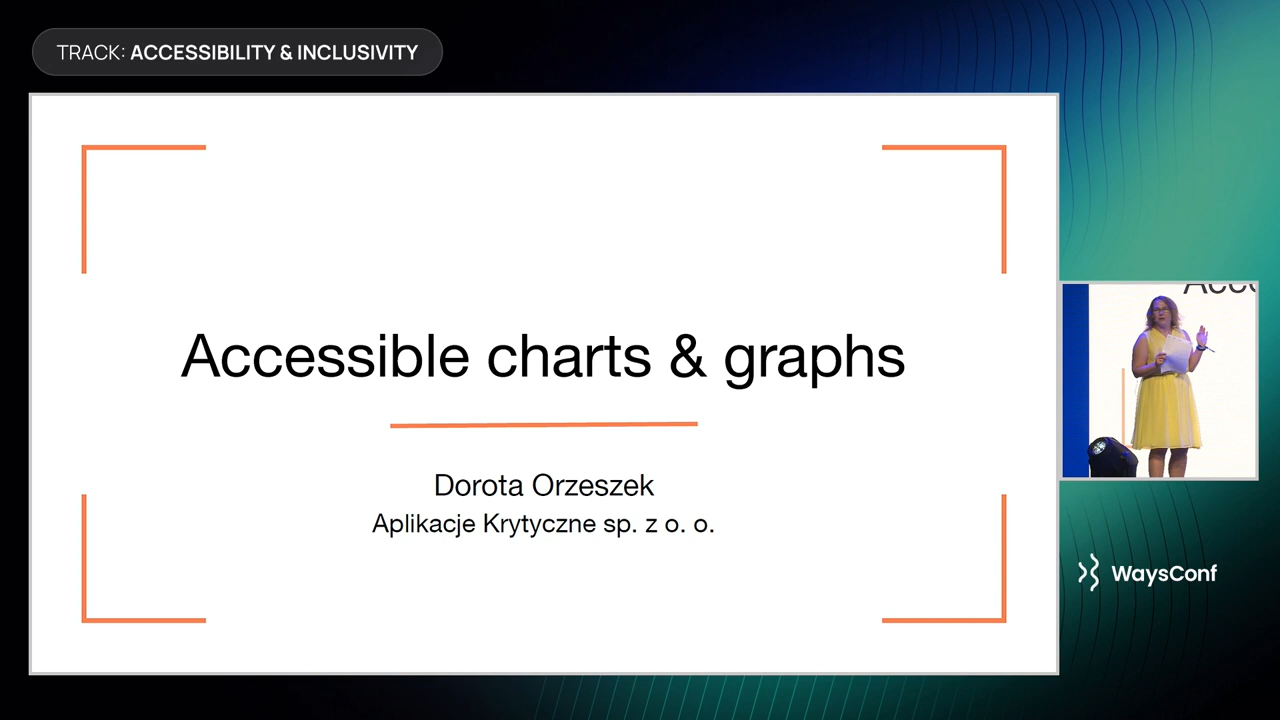 TRACK: ACCESSIBILITY & INCLUSIVITY
Accessible charts & graphs
Dorota Orzeszek
Aplikacje Krytyczne sp. z o. o.
WaysConf